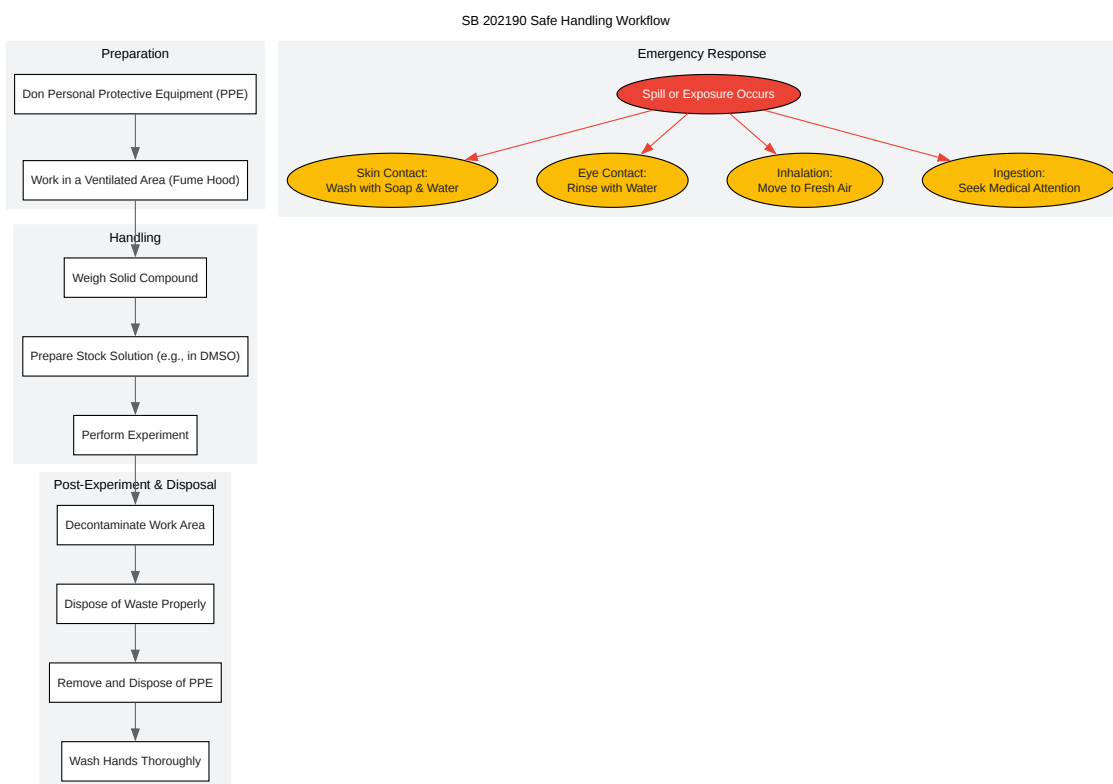 SB 202190 Safe Handling Workflow
Preparation
Don Personal Protective Equipment (PPE)
Work in a Ventilated Area (Fume Hood)
Handling
Weigh Solid Compound
Prepare Stock Solution (e.g., in DMSO)
Perform Experiment
Post-Experiment & Disposal
Decontaminate Work Area
Dispose of Waste Properly
Remove and Dispose of PPE
Wash Hands Thoroughly
Emergency Response
Spill or Exposure Occurs
Skin Contact:
Wash with Soap & Water
Eye Contact:
Rinse with Water
Inhalation:
Move to Fresh Air
Ingestion:
Seek Medical Attention